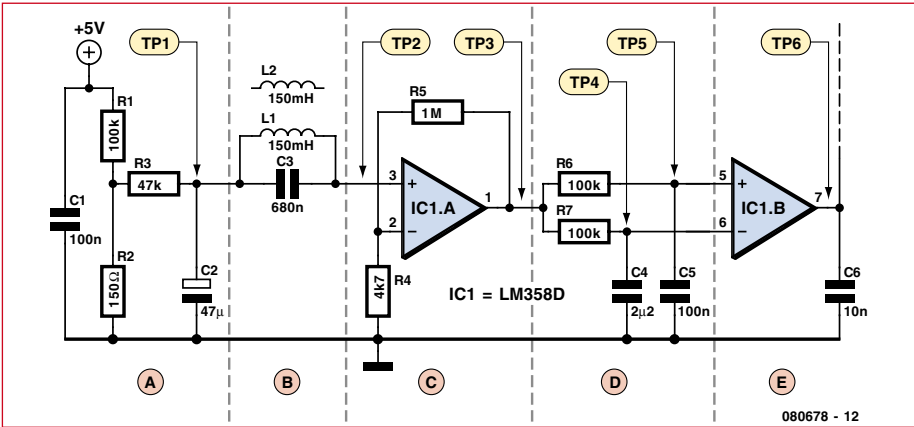 +5V
TP1
TP2
TP3
TP5
TP6
TP4
L2
150mH
L1
150mH
C3
680n
R1
100k
R3
47k
R5
1M
R6
100k
R7
100k
C1
100n
R2
150Ω
C2
47μ
3
+
2
−
1
IC1.A
R4
4k7
IC1 = LM358D
C4
2μ2
C5
100n
5
+
6
−
7
IC1.B
C6
10n
A
B
C
D
E
080678 - 12